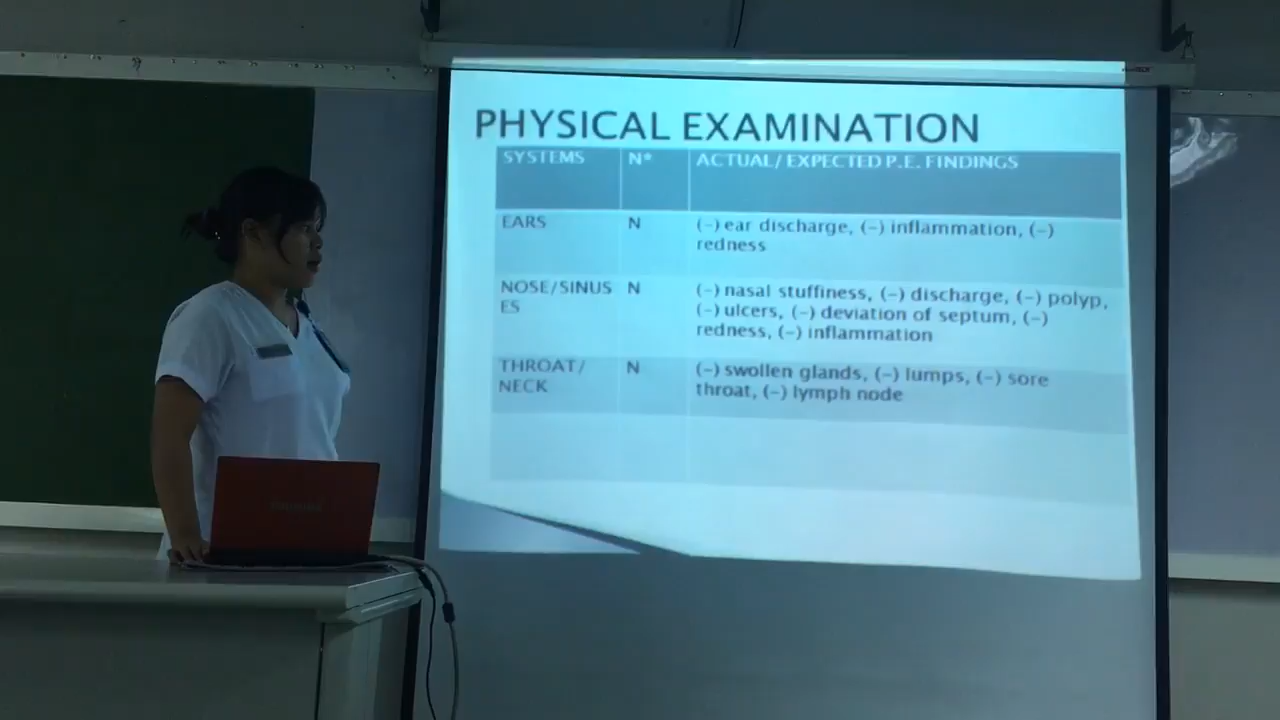 PHYSICAL EXAMINATION
SYSTEMS N* ACTUAL/ EXPECTED P.E. FINDINGS
EARS N (-) ear discharge, (-) inflammation, (-)
redness
NOSE/SINUS N (-) nasal stuffiness, (-) discharge, (-) polyp,
ES (-) ulcers, (-) deviation of septum, (-)
redness, (-) inflammation
THROAT/ N (-) swollen glands, (-) lumps, (-) sore
NECK throat, (-) lymph node
TOSHIBA